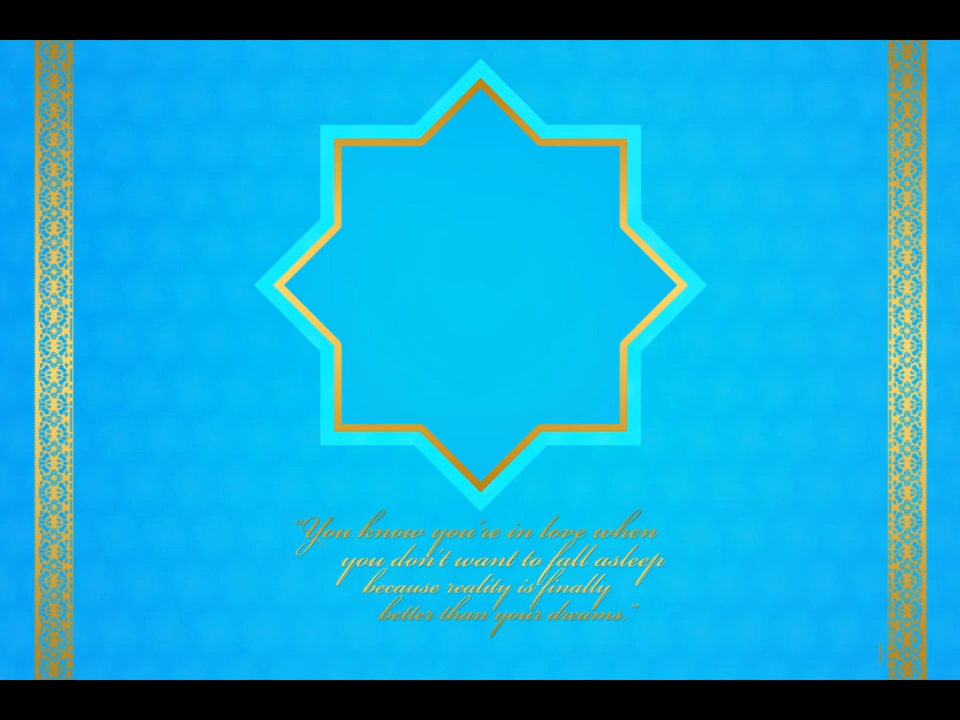 "You know you're in love when
you don't want to fall asleep
because reality is finally
better than your dreams."